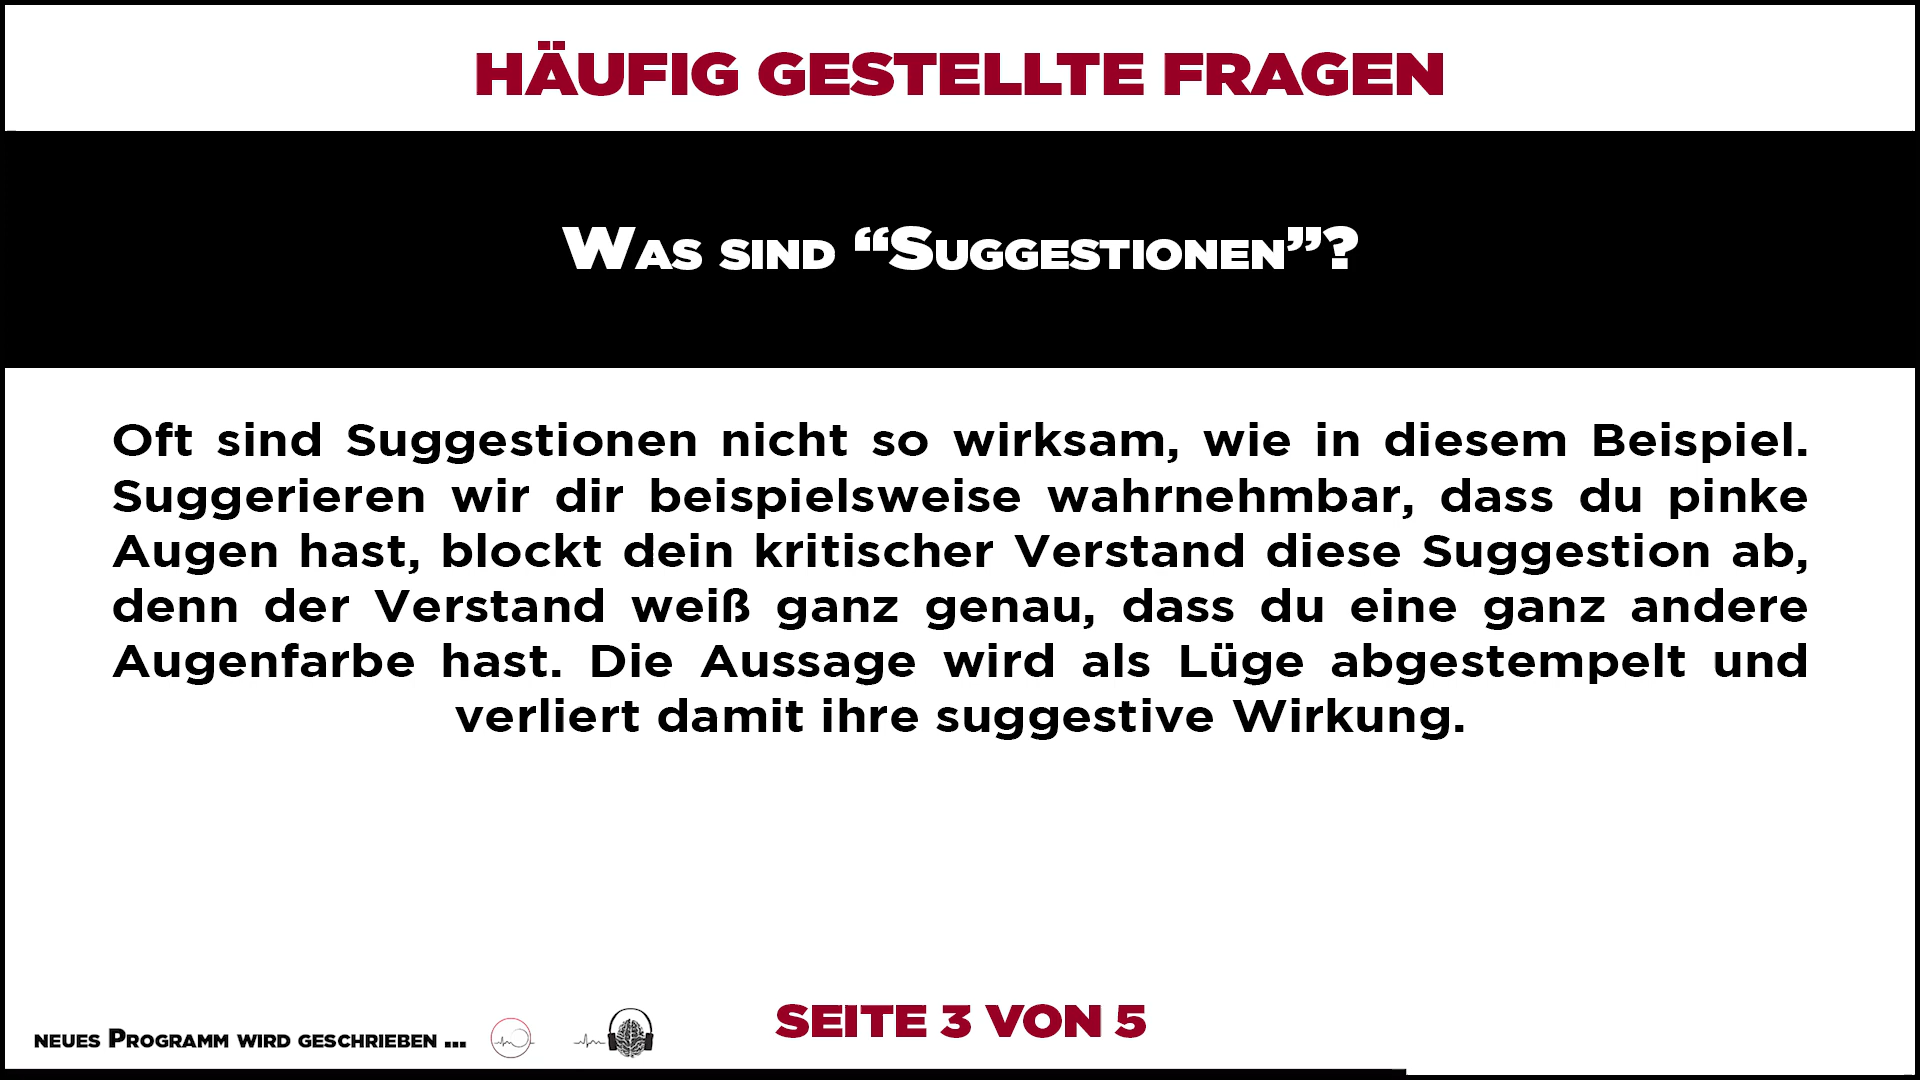 HÄUFIG GESTELLTE FRAGEN
Was sind “Suggestionen”?
Oft sind Suggestionen nicht so wirksam, wie in diesem Beispiel.
Suggerieren wir dir beispielsweise wahrnehmbar, dass du pinke
Augen hast, blockt dein kritischer Verstand diese Suggestion ab,
denn der Verstand weiß ganz genau, dass du eine ganz andere
Augenfarbe hast. Die Aussage wird als Lüge abgestempelt und
verliert damit ihre suggestive Wirkung.
SEITE 3 VON 5
neues Programm wird geschrieben ...